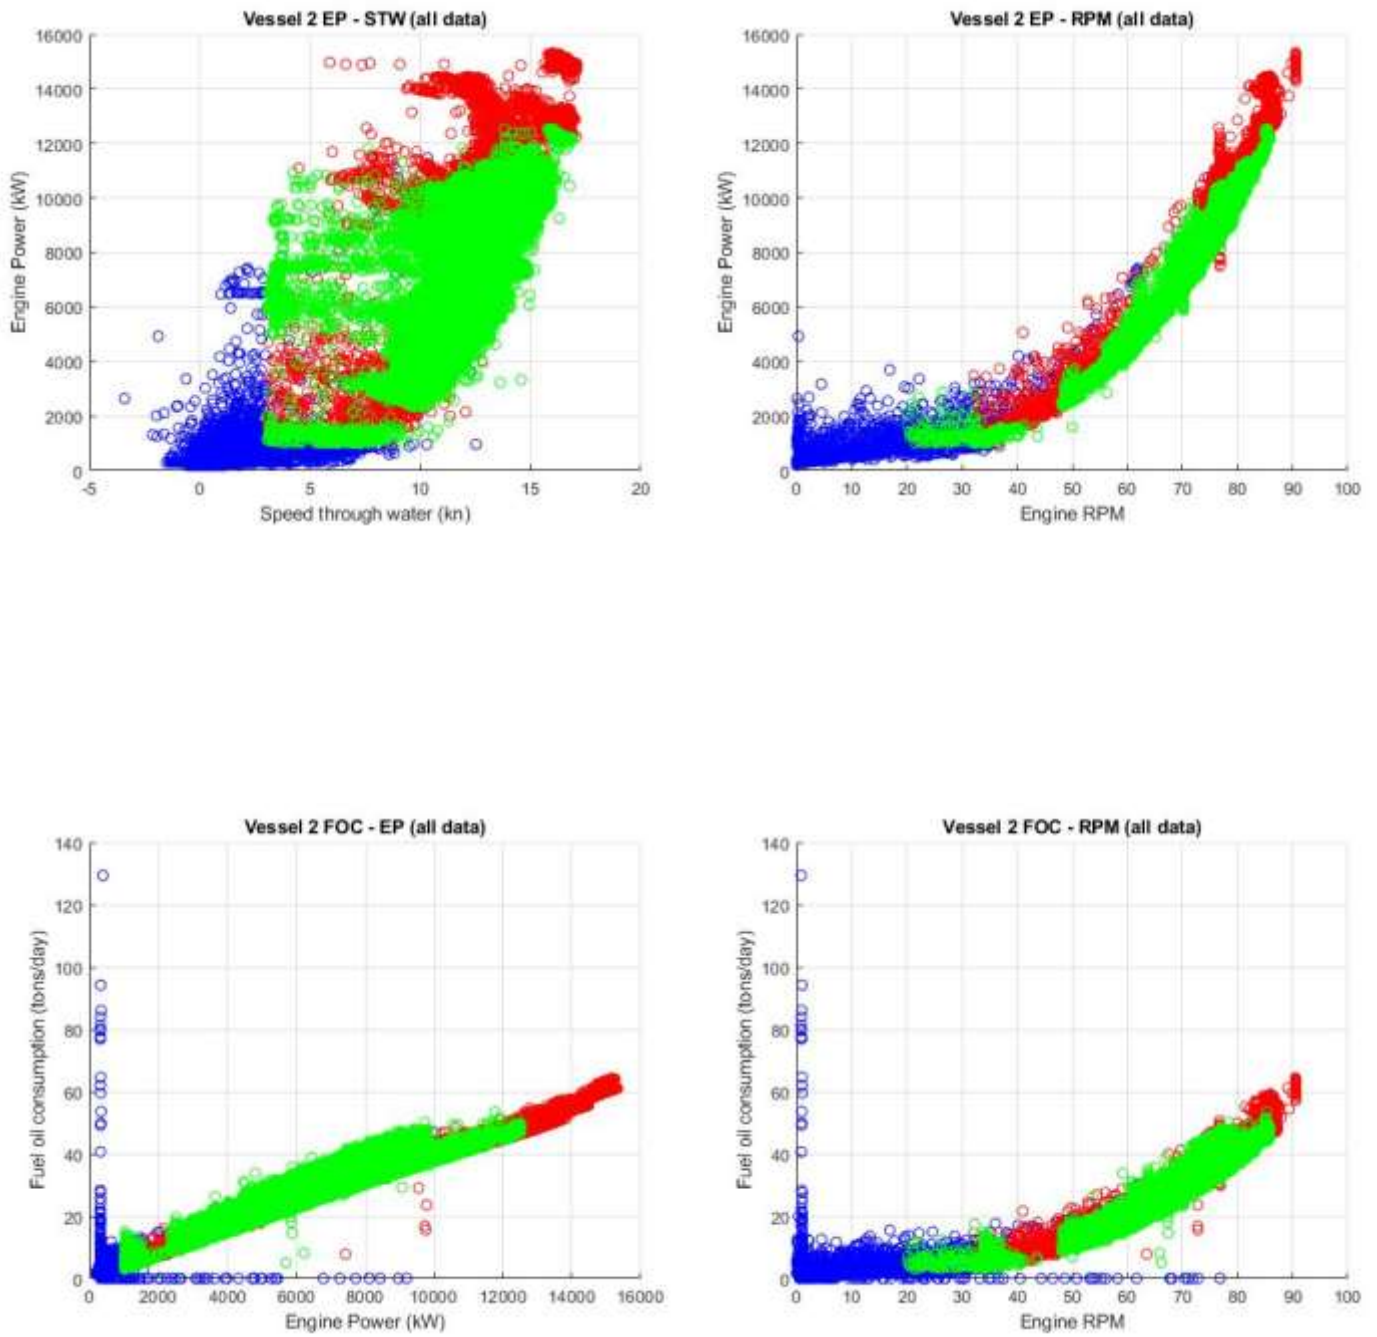 Vessel 2 EP - STW (all data)
Engine Power (kW)
16000
14000
12000
10000
8000
6000
4000
2000
0
-5 0 5 10 15 20
Speed through water (kn)
Vessel 2 EP - RPM (all data)
Engine Power (kW)
16000
14000
12000
10000
8000
6000
4000
2000
0
0 10 20 30 40 50 60 70 80 90 100
Engine RPM
Vessel 2 FOC - EP (all data)
Fuel oil consumption (tons/day)
140
120
100
80
60
40
20
0
0 2000 4000 6000 8000 10000 12000 14000 16000
Engine Power (kW)
Vessel 2 FOC - RPM (all data)
Fuel oil consumption (tons/day)
140
120
100
80
60
40
20
0
0 10 20 30 40 50 60 70 80 90 100
Engine RPM